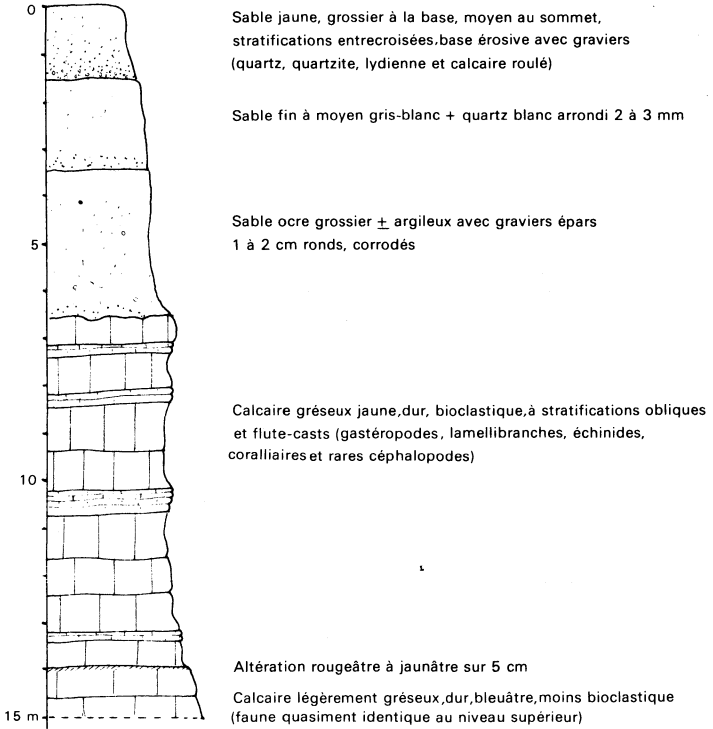 0
Sable jaune, grossier à la base, moyen au sommet,
stratifications entrecroisées, base érosive avec graviers
(quartz, quartzite, lydienne et calcaire roulé)
Sable fin à moyen gris-blanc + quartz blanc arrondi 2 à 3 mm
Sable ocre grossier ± argileux avec graviers épars
5
1 à 2 cm ronds, corrodés
Calcaire gréseux jaune, dur, bioclastique, à stratifications obliques
et flute-casts (gastéropodes, lamellibranches, échinides,
coralliaires et rares céphalopodes)
10
Altération rougeâtre à jaunâtre sur 5 cm
Calcaire légèrement gréseux, dur, bleuâtre, moins bioclastique
15 m
(faune quasiment identique au niveau supérieur)